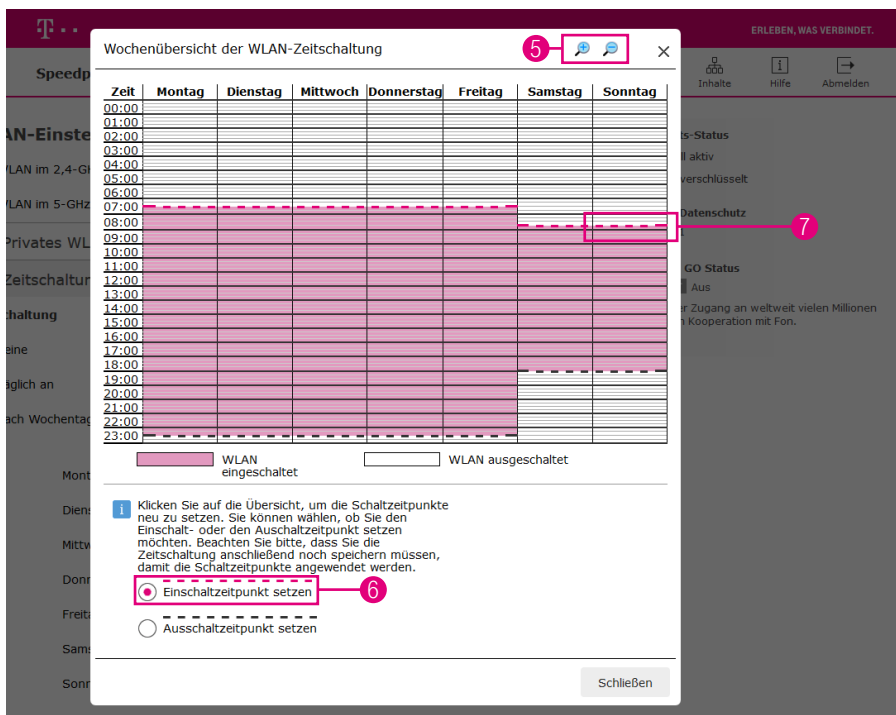 T
ERLEBEN, WAS VERBINDET.
Wochenübersicht der WLAN-Zeitschaltung
5
Speedp
Inhalte
Hilfe
Abmelden
Zeit Montag Dienstag Mittwoch Donnerstag Freitag Samstag Sonntag
00:00
01:00
02:00
03:00
04:00
05:00
06:00
07:00
08:00
09:00
10:00
11:00
12:00
13:00
14:00
15:00
16:00
17:00
18:00
19:00
20:00
21:00
22:00
23:00
7
WLAN eingeschaltet
WLAN ausgeschaltet
i
Klicken Sie auf die Übersicht, um die Schaltzeitpunkte
neu zu setzen. Sie können wählen, ob Sie den
Einschalt- oder den Auschaltzeitpunkt setzen
möchten. Beachten Sie bitte, dass Sie die
Zeitschaltung anschließend noch speichern müssen,
damit die Schaltzeitpunkte angewendet werden.
Einschaltzeitpunkt setzen
6
Ausschaltzeitpunkt setzen
Schließen
AN-Einste
VLAN im 2,4-GH
VLAN im 5-GHz
Privates WL
Zeitschaltur
chaltung
eine
äglich an
ach Wochentag
Mont
Diens
Mittw
Donn
Freita
Sams
Sonn
ts-Status
ll aktiv
verschlüsselt
Datenschutz
GO Status
Aus
er Zugang an weltweit vielen Millionen
n Kooperation mit Fon.